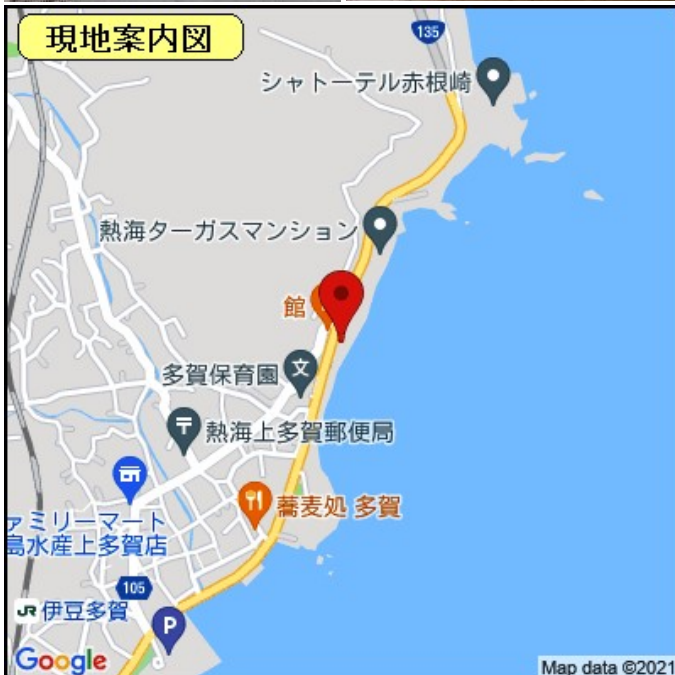 現地案内図
135
シャトーテル赤根崎
熱海ターガスマンション
館
多賀保育園
文
熱海上多賀郵便局
蕎麦処 多賀
ァミリーマート
島水産上多賀店
105
JR 伊豆多賀
P
Google
Map data ©2021